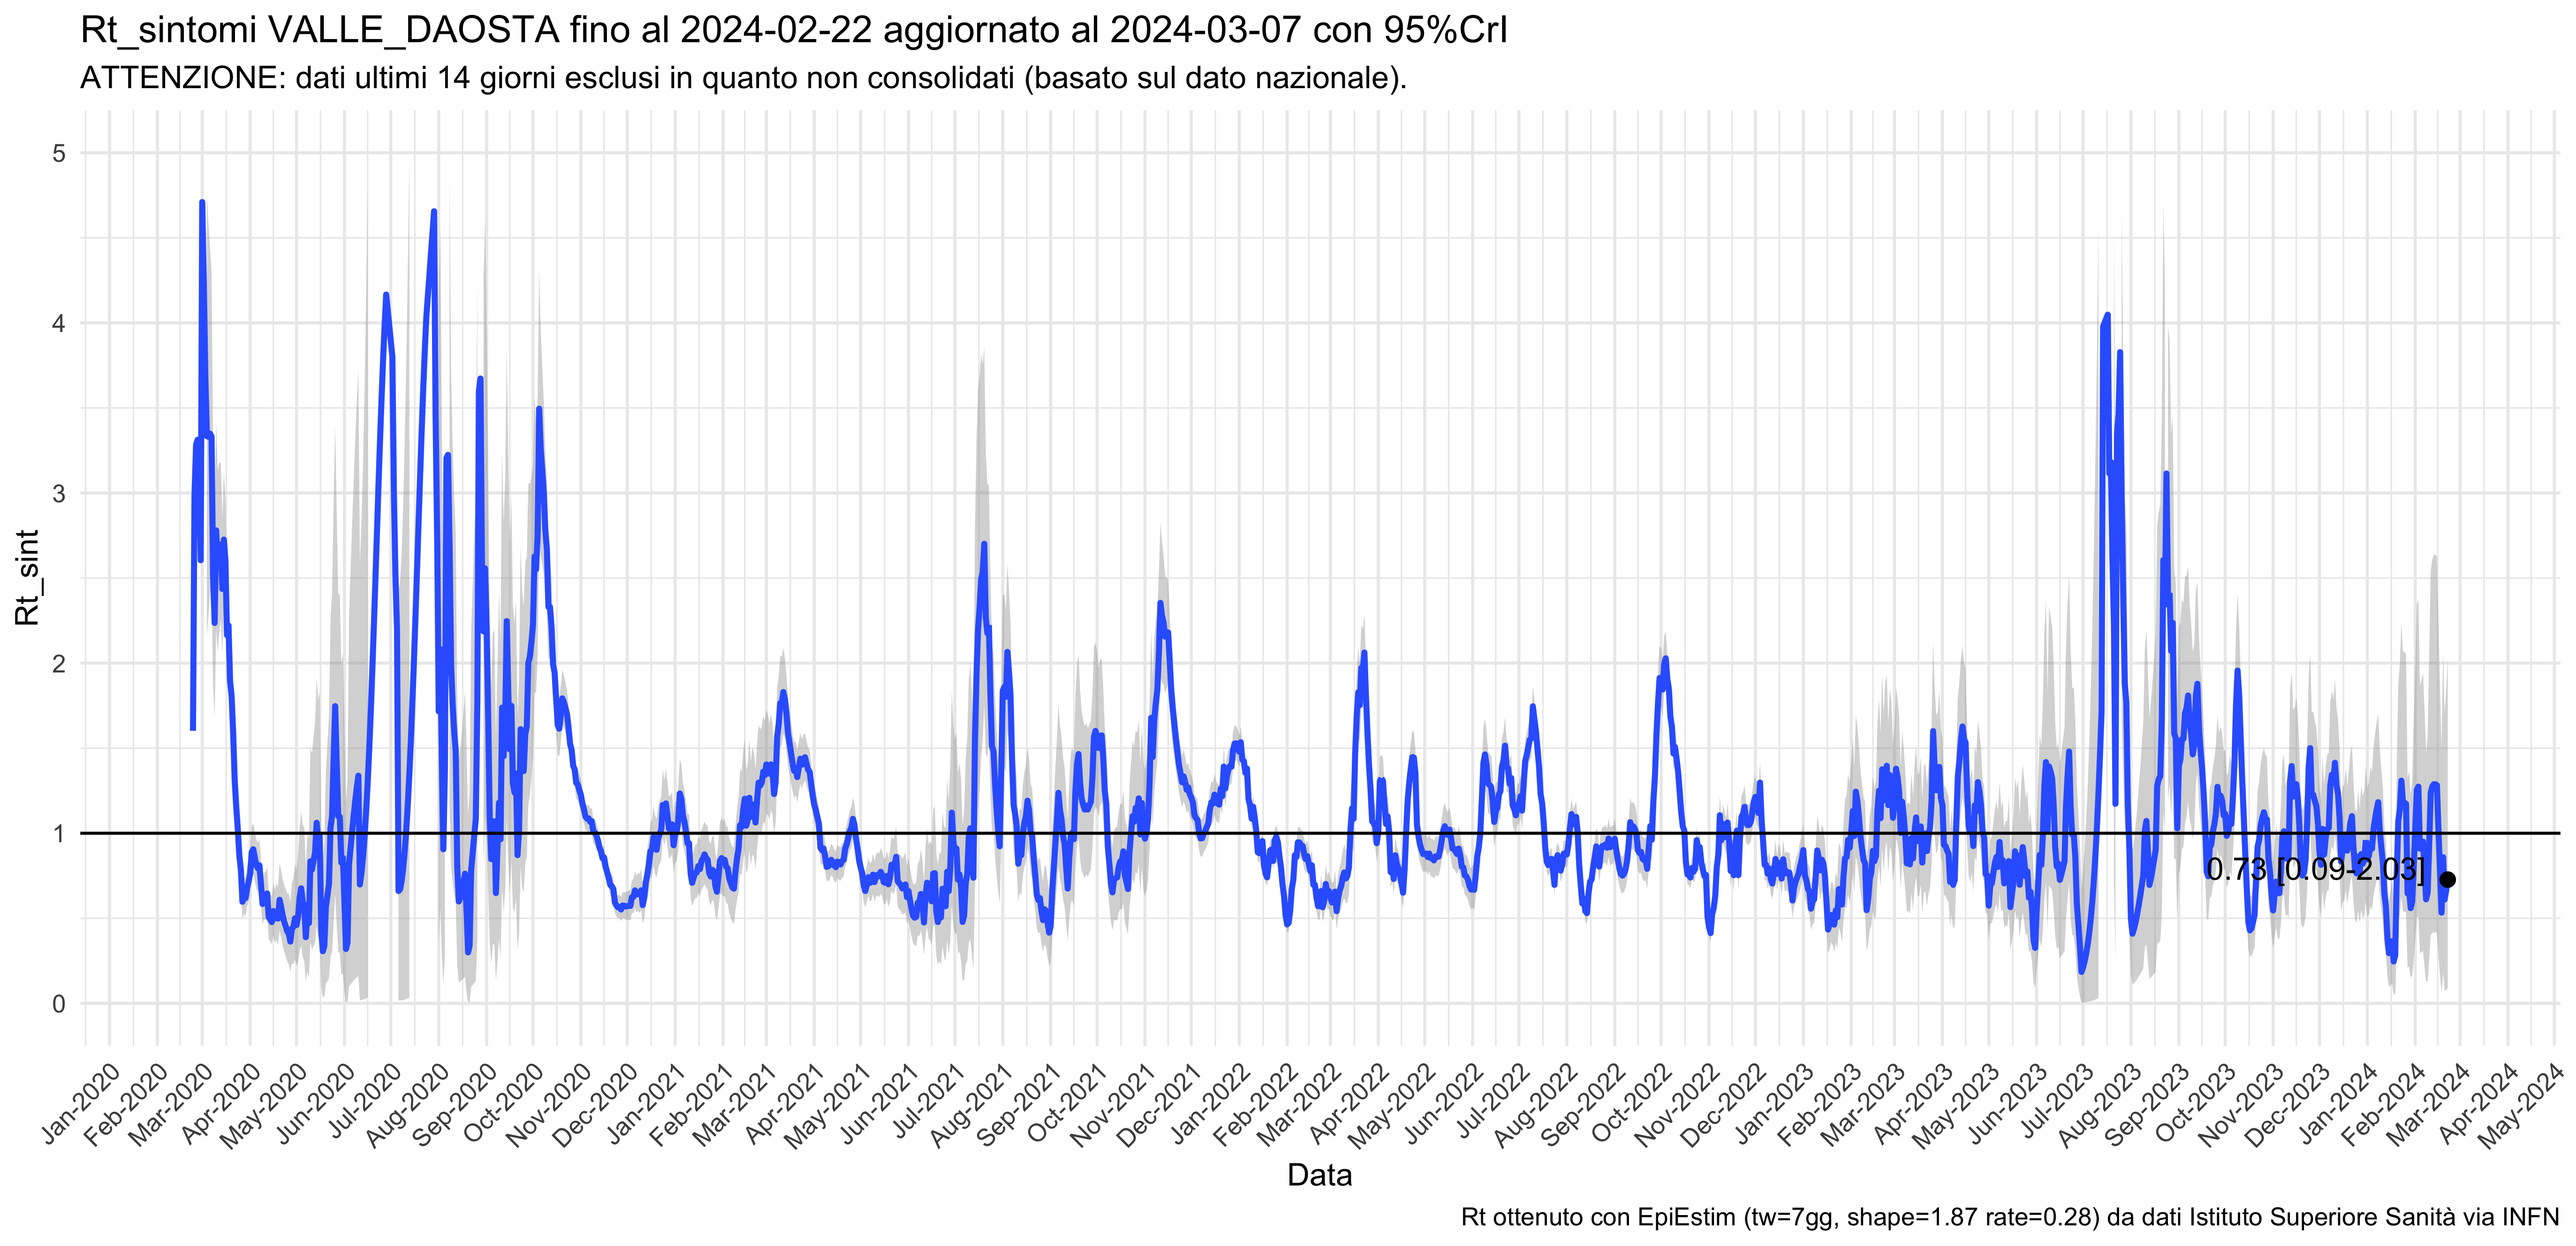 Rt_sintomi VALLE_DAOSTA fino al 2024-02-22 aggiornato al 2024-03-07 con 95%CrI
ATTENZIONE: dati ultimi 14 giorni esclusi in quanto non consolidati (basato sul dato nazionale).
5
4
3
2
1
0
Rt_sint
0.73 [0.09-2.03]
Jan-2020
Feb-2020
Mar-2020
Apr-2020
May-2020
Jun-2020
Jul-2020
Aug-2020
Sep-2020
Oct-2020
Nov-2020
Dec-2020
Jan-2021
Feb-2021
Mar-2021
Apr-2021
May-2021
Jun-2021
Jul-2021
Aug-2021
Sep-2021
Oct-2021
Nov-2021
Dec-2021
Jan-2022
Feb-2022
Mar-2022
Apr-2022
May-2022
Jun-2022
Jul-2022
Aug-2022
Sep-2022
Oct-2022
Nov-2022
Dec-2022
Jan-2023
Feb-2023
Mar-2023
Apr-2023
May-2023
Jun-2023
Jul-2023
Aug-2023
Sep-2023
Oct-2023
Nov-2023
Dec-2023
Jan-2024
Feb-2024
Mar-2024
Apr-2024
May-2024
Data
Rt ottenuto con EpiEstim (tw=7gg, shape=1.87 rate=0.28) da dati Istituto Superiore Sanità via INFN